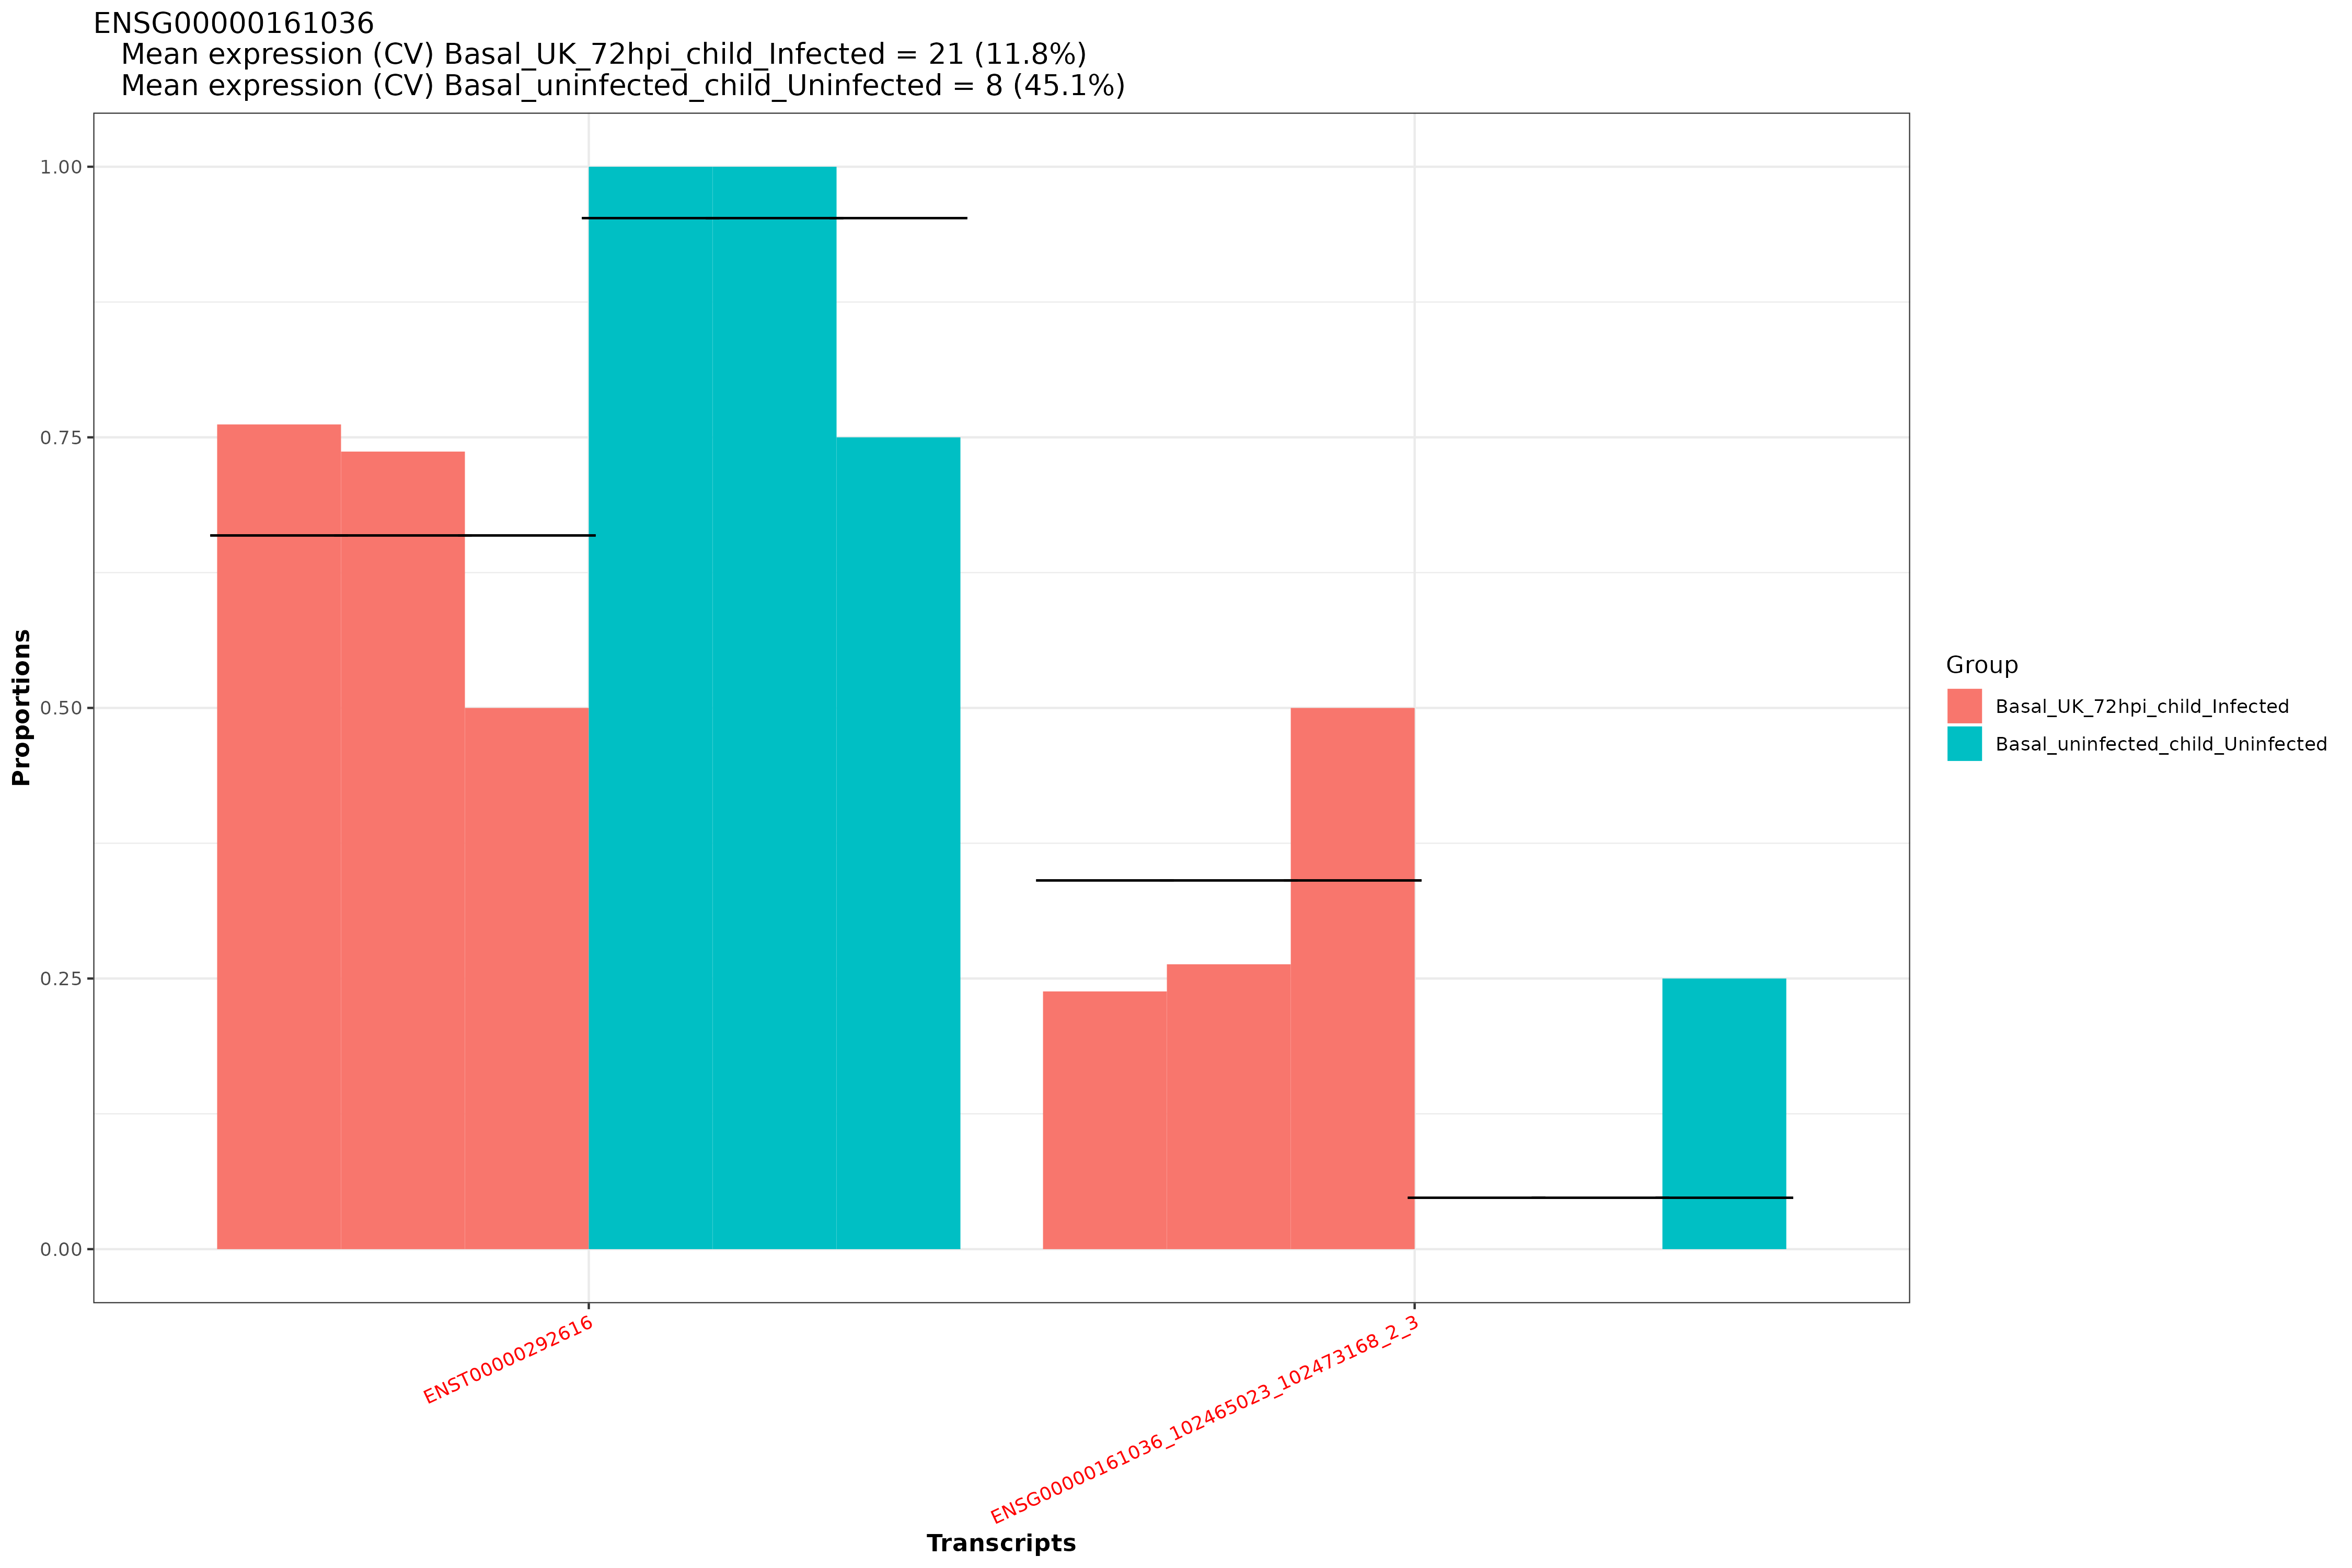 ENSG00000161036
Mean expression (CV) Basal_UK_72hpi_child_Infected = 21 (11.8%)
Mean expression (CV) Basal_uninfected_child_Uninfected = 8 (45.1%)
1.00
0.75
0.50
0.25
0.00
Proportions
ENST00000292616
ENSG00000161036_102465023_102473168_2_3
Transcripts
Group
Basal_UK_72hpi_child_Infected
Basal_uninfected_child_Uninfected